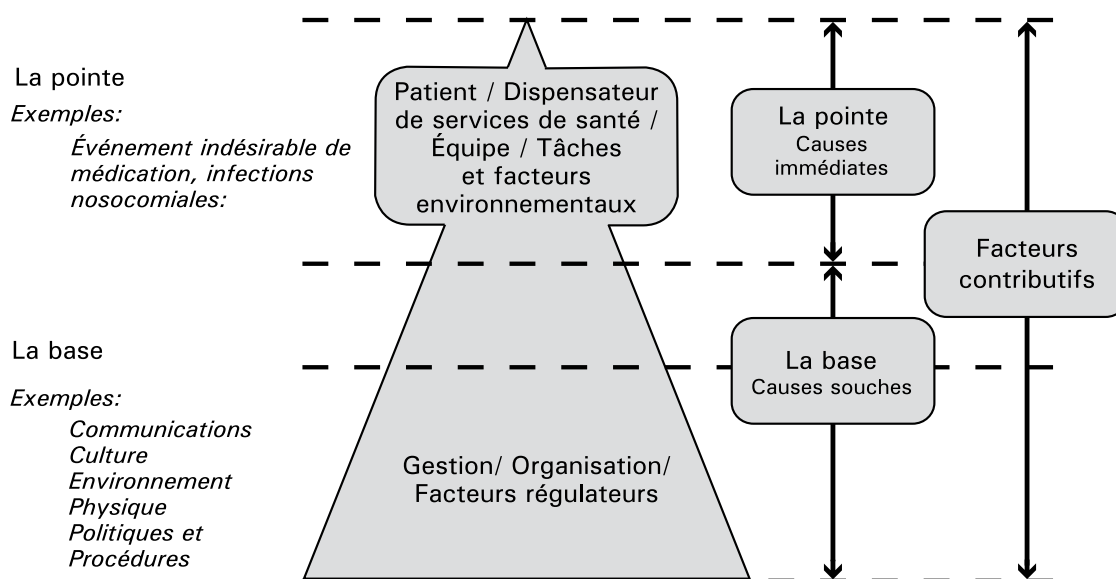 La pointe
Exemples:
Événement indésirable de
médication, infections
nosocomiales:
Patient / Dispensateur
de services de santé /
Équipe / Tâches
et facteurs
environnementaux
La pointe
Causes
immédiates
Facteurs
contributifs
La base
Exemples:
Communications
Culture
Environnement
Physique
Politiques et
Procédures
Gestion/ Organisation/
Facteurs régulateurs
La base
Causes souches